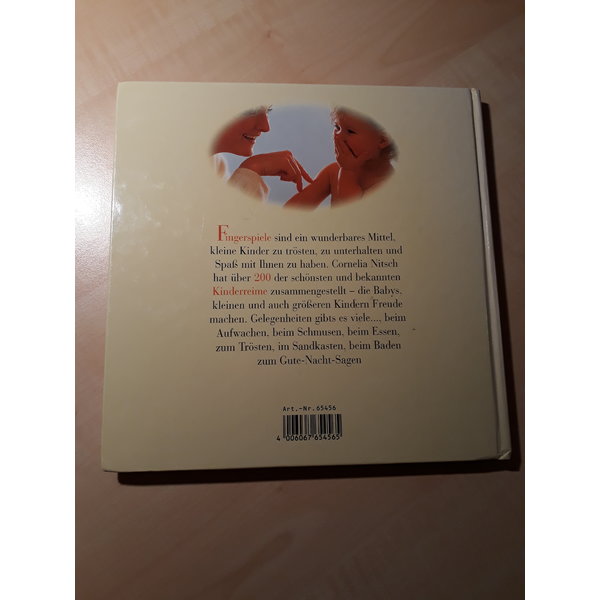 Fingerspiele sind ein wunderbares Mittel,
kleine Kinder zu trösten, zu unterhalten und
Spaß mit Ihnen zu haben. Cornelia Nitsch
hat über 200 der schönsten und bekannten
Kinderreime zusammengestellt – die Babys,
kleinen und auch größeren Kindern Freude
machen. Gelegenheiten gibts es viele..., beim
Aufwachen, beim Schmusen, beim Essen,
zum Trösten, im Sandkasten, beim Baden
zum Gute-Nacht-Sagen
Art.-Nr. 65456
4 006067 654565